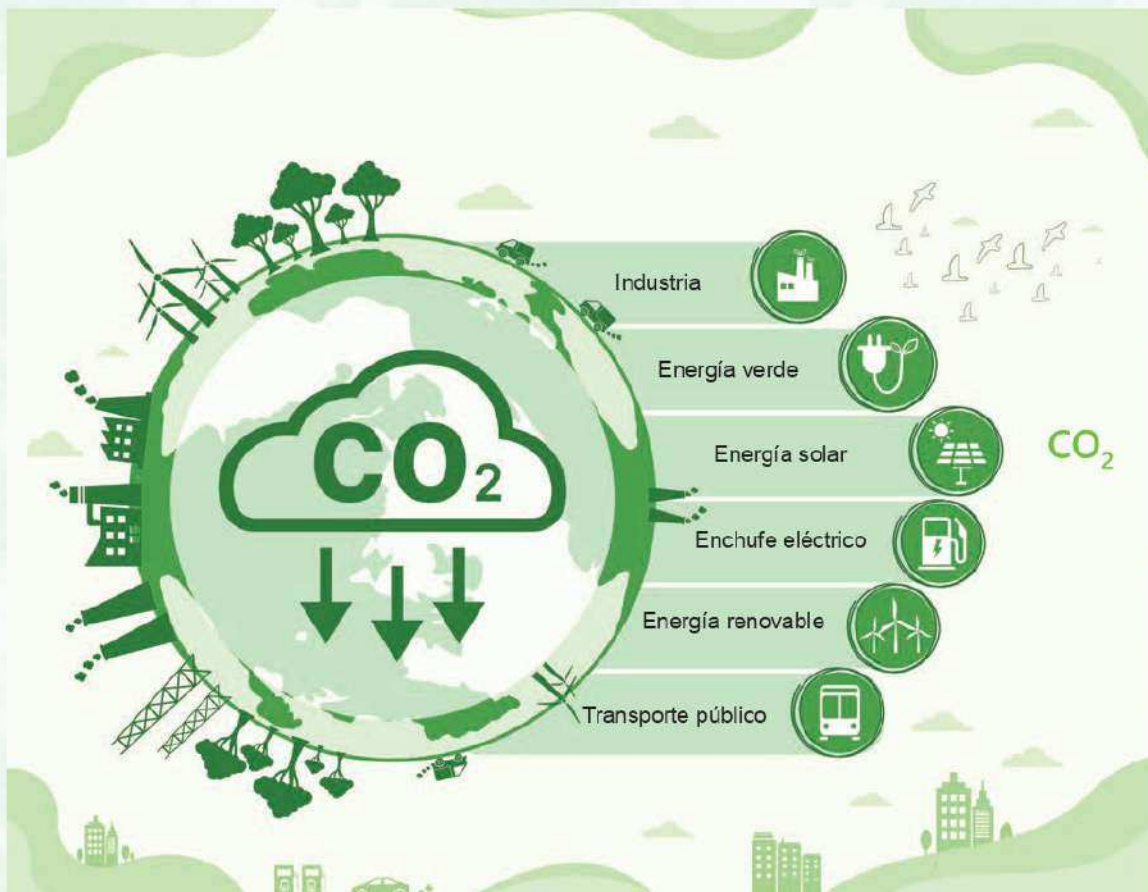 Industria
Energía verde
CO₂
Energía solar
CO₂
Enchufe eléctrico
Energía renovable
Transporte público